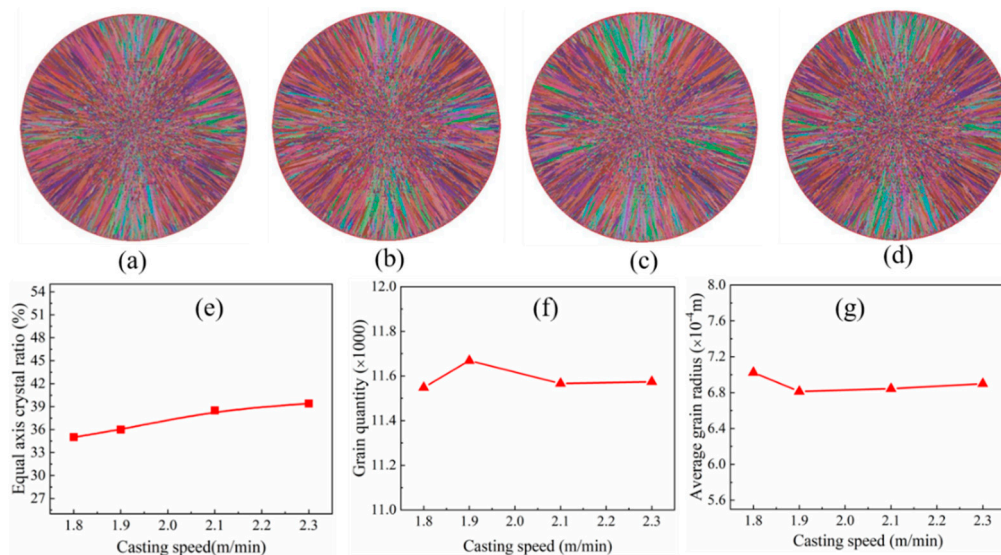 (a)
(b)
(c)
(d)
(e)
Equal axis crystal ratio (%)
54
51
48
45
42
39
36
33
30
27
1.8 1.9 2.0 2.1 2.2 2.3
Casting speed(m/min)
(f)
Grain quantity (×1000)
12.0
11.8
11.6
11.4
11.2
11.0
1.8 1.9 2.0 2.1 2.2 2.3
Casting speed (m/min)
(g)
Average grain radius (×10⁻⁴m)
8.0
7.6
7.2
6.8
6.4
6.0
5.6
1.8 1.9 2.0 2.1 2.2 2.3
Casting speed (m/min)